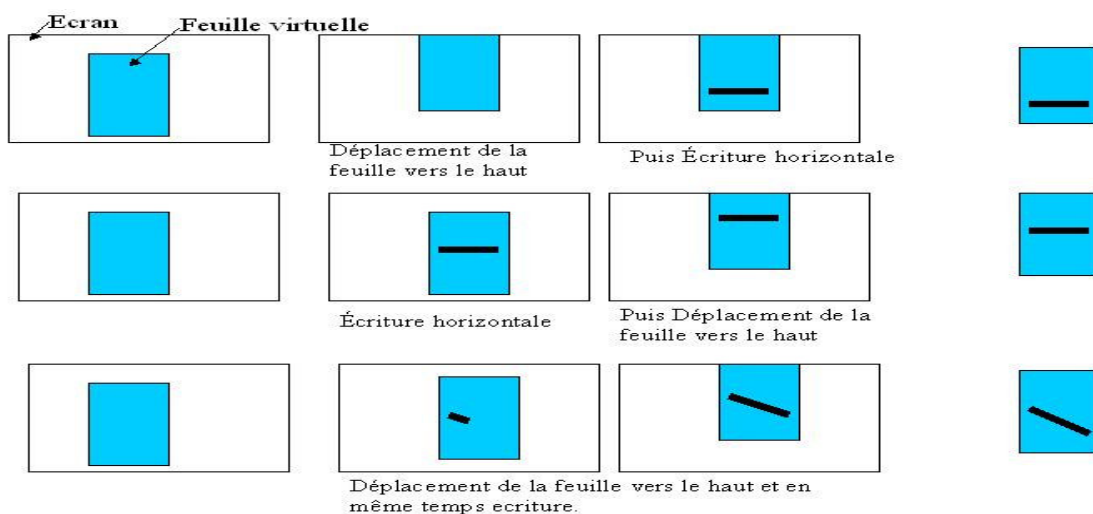 Ecran
Feuille virtuelle
Déplacement de la
feuille vers le haut
Puis Écriture horizontale
Écriture horizontale
Puis Déplacement de la
feuille vers le haut
Déplacement de la feuille vers le haut et en
même temps ecriture.